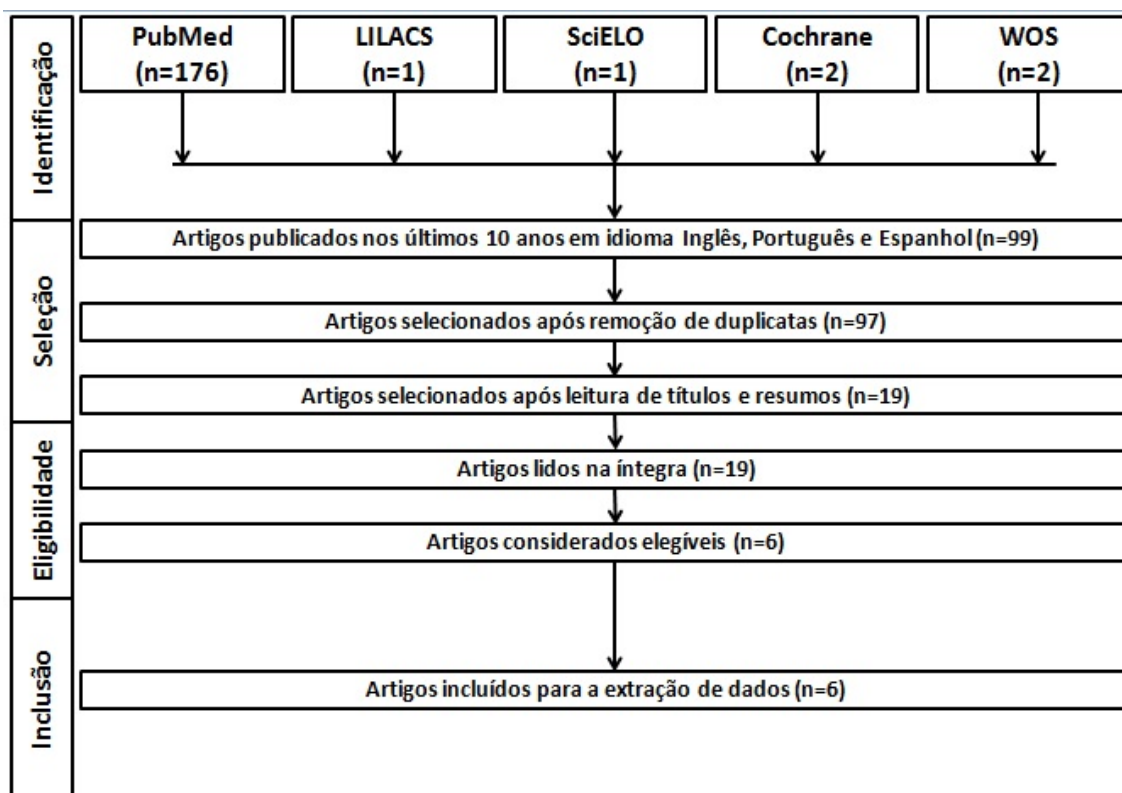 Identificação
PubMed
(n=176)
LILACS
(n=1)
SciELO
(n=1)
Cochrane
(n=2)
WOS
(n=2)
Seleção
Artigos publicados nos últimos 10 anos em idioma Inglês, Português e Espanhol (n=99)
Artigos selecionados após remoção de duplicatas (n=97)
Artigos selecionados após leitura de títulos e resumos (n=19)
Eligibilidade
Artigos lidos na íntegra (n=19)
Artigos considerados elegíveis (n=6)
Inclusão
Artigos incluídos para a extração de dados (n=6)